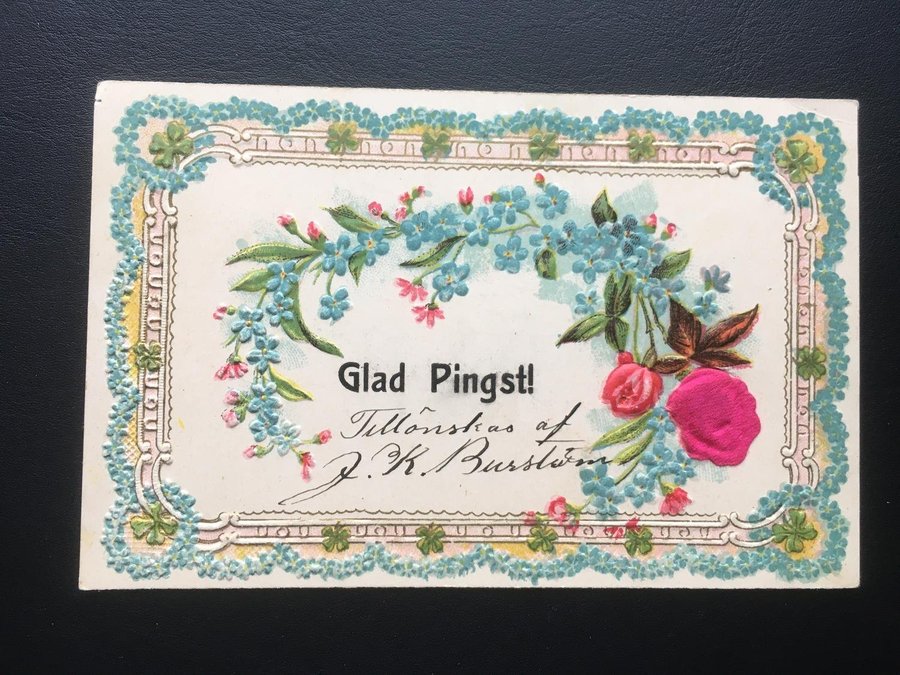 Glad Pingst!
Tillönskas af
J. K. Burström